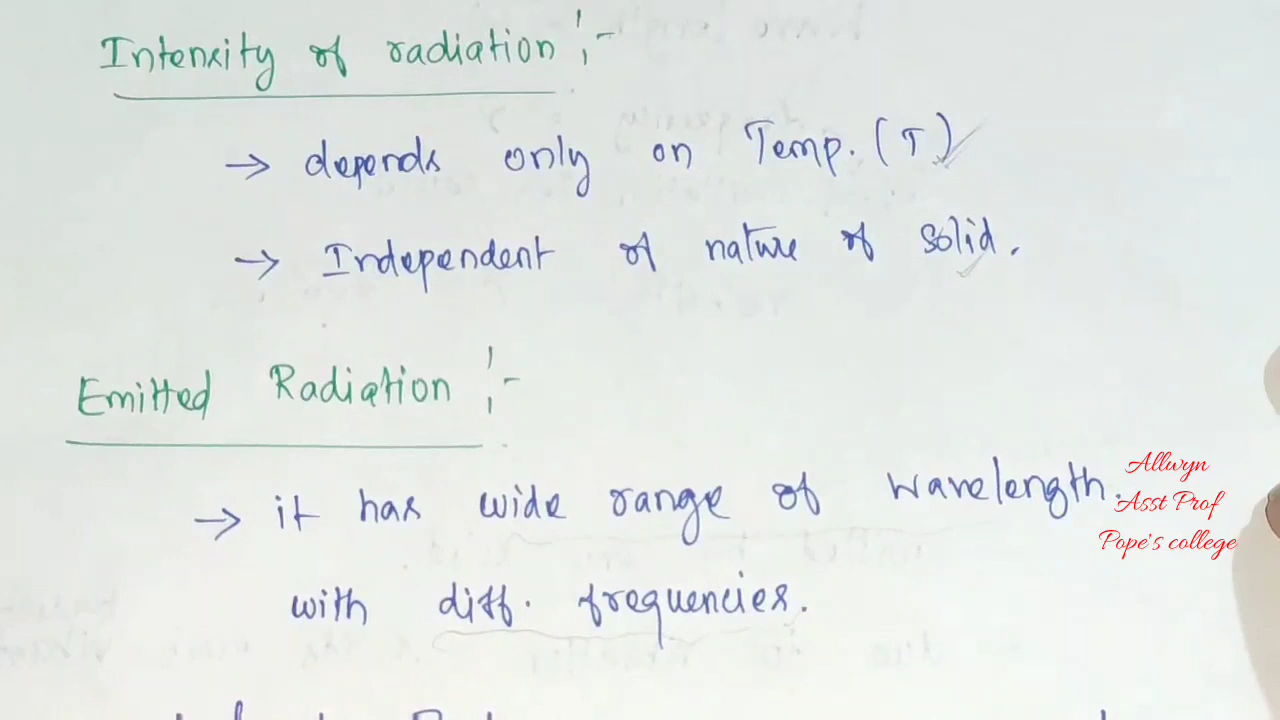 Intensity of radiation :-
→ depends only on Temp. (T)
→ Independent of nature of solid.
Emitted Radiation :-
→ it has wide range of wavelength.
with diff. frequencies.
Allwyn
Asst Prof
Pope's college